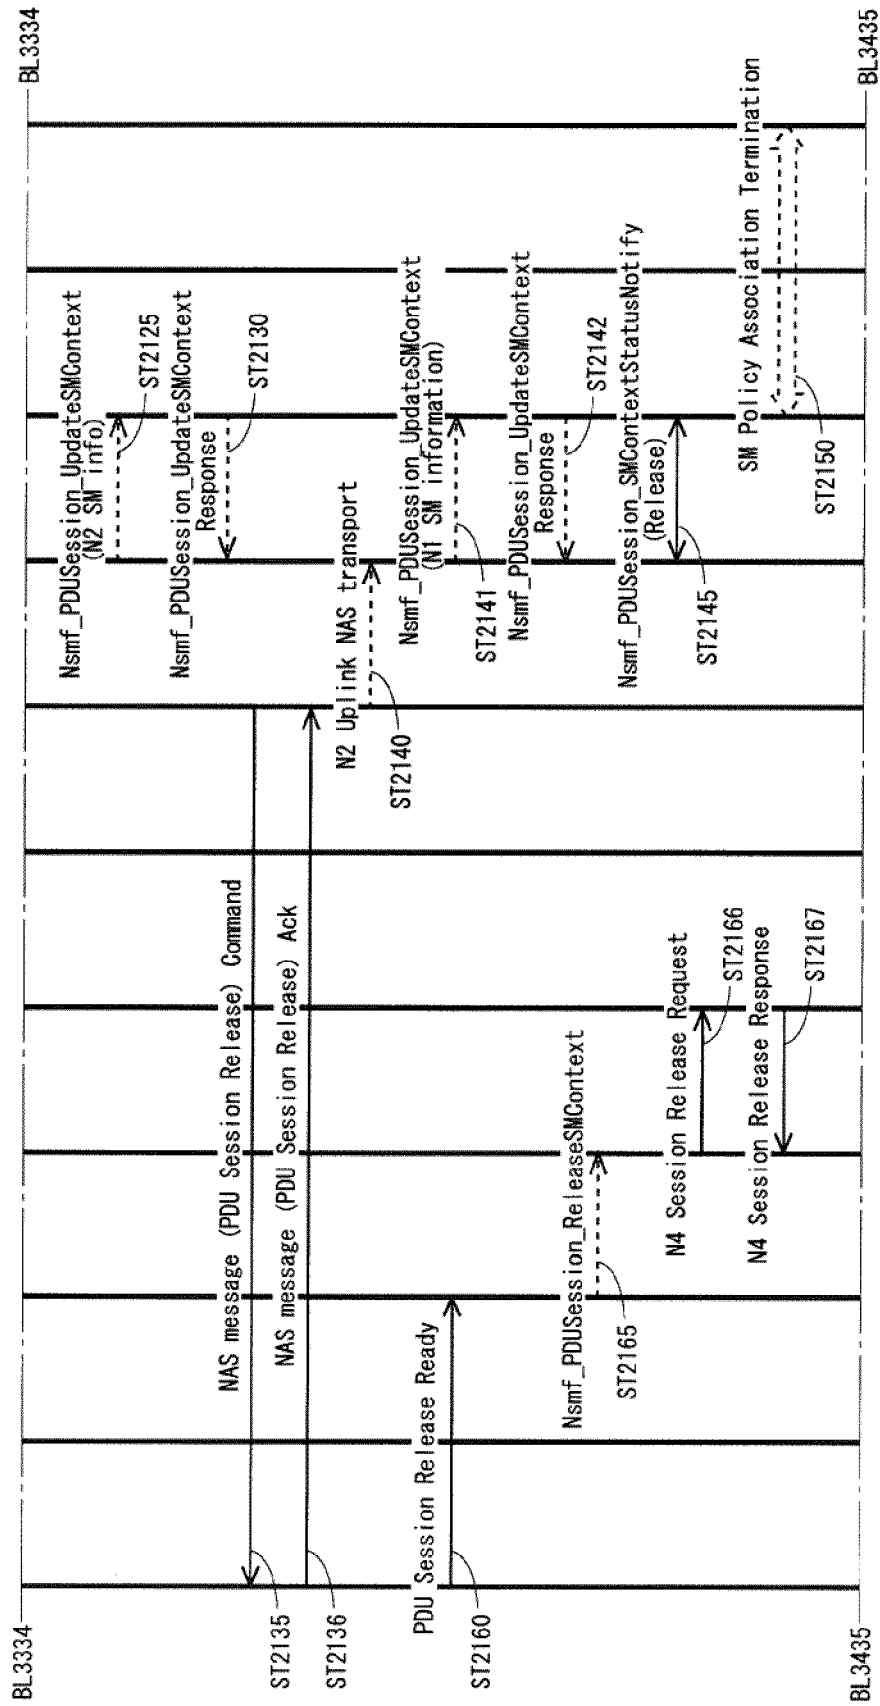 BL3334
BL3334
Nsmf_PDUSession_UpdateSMContext
(N2 SM info)
ST2125
Nsmf_PDUSession_UpdateSMContext
Response
ST2130
NAS message (PDU Session Release) Command
ST2135
NAS message (PDU Session Release) Ack
ST2136
N2 Uplink NAS transport
ST2140
Nsmf_PDUSession_UpdateSMContext
(N1 SM information)
ST2141
PDU Session Release Ready
ST2160
Nsmf_PDUSession_UpdateSMContext
Response
ST2142
Nsmf_PDUSession_ReleaseSMContext
ST2165
Nsmf_PDUSession_SMContextStatusNotify
(Release)
ST2145
N4 Session Release Request
ST2166
N4 Session Release Response
ST2167
SM Policy Association Termination
ST2150
BL3435
BL3435